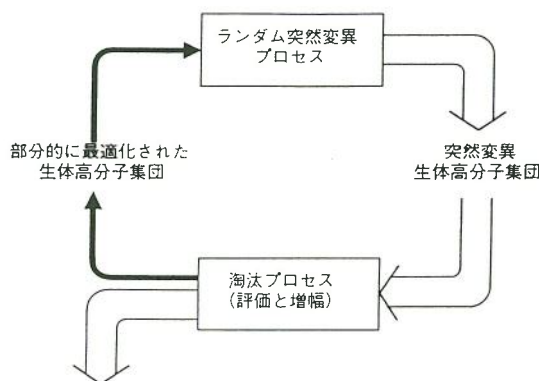 ランダム突然変異
プロセス
部分的に最適化された
生体高分子集団
突然変異
生体高分子集団
淘汰プロセス
(評価と増幅)